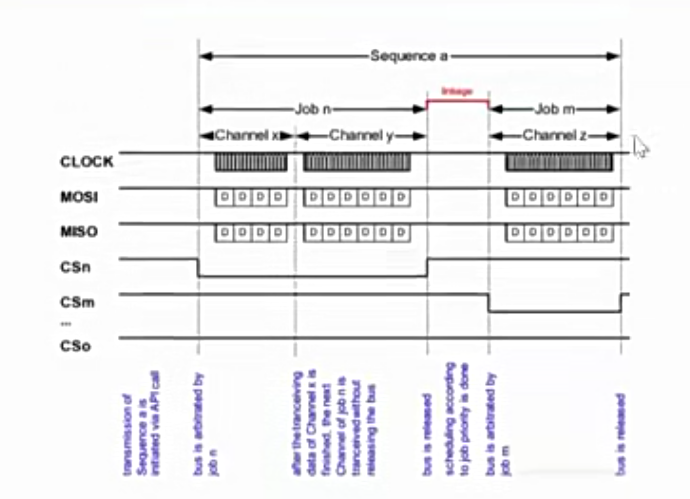 Sequence a
linkage
Job n
Job m
Channel x
Channel y
Channel z
CLOCK
MOSI
D D D D
D D D D D D
D D D D D D
MISO
D D D D
D D D D D D
D D D D D D
CSn
CSm
...
CSo
transmission of
Sequence a is
initiated via API call
bus is arbitrated by
job n
after the tranceiving
data of Channel x is
finished, the next
Channel of job n is
tranceived without
releasing the bus
bus is released
scheduling according
to job priority is done
bus is arbitrated by
job m
bus is released